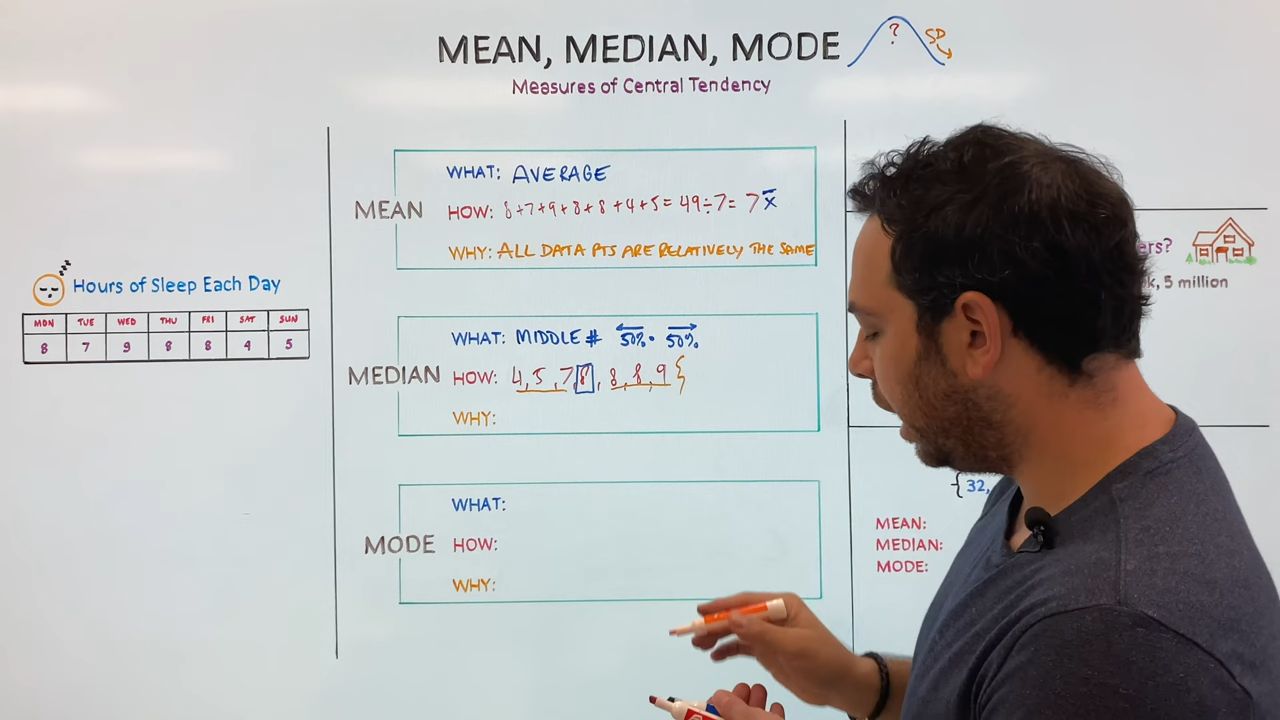 MEAN, MEDIAN, MODE
?
SD
Measures of Central Tendency
Hours of Sleep Each Day
MON TUE WED THU FRI SAT SUN
8 7 9 8 8 4 5
MEAN
WHAT: AVERAGE
HOW: 8+7+9+8+8+4+5=49÷7=7 x̄
WHY: ALL DATA PTS ARE RELATIVELY THE SAME
MEDIAN
WHAT: MIDDLE # 50% • 50%
HOW: 4,5,7,8,8,8,9
WHY:
MODE
WHAT:
HOW:
WHY:
5 million
{32,
MEAN:
MEDIAN:
MODE: